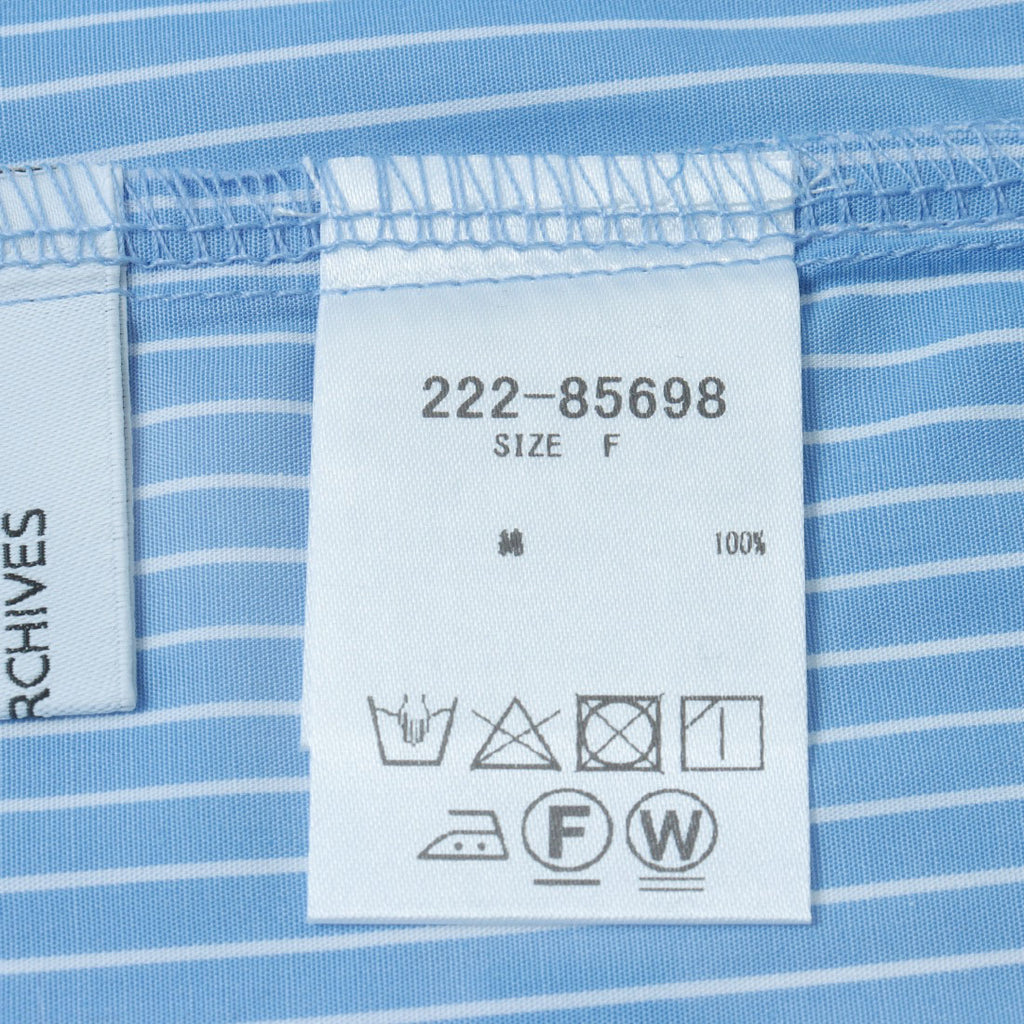 222-85698
SIZE F
綿 100%
F W
RCHIVES